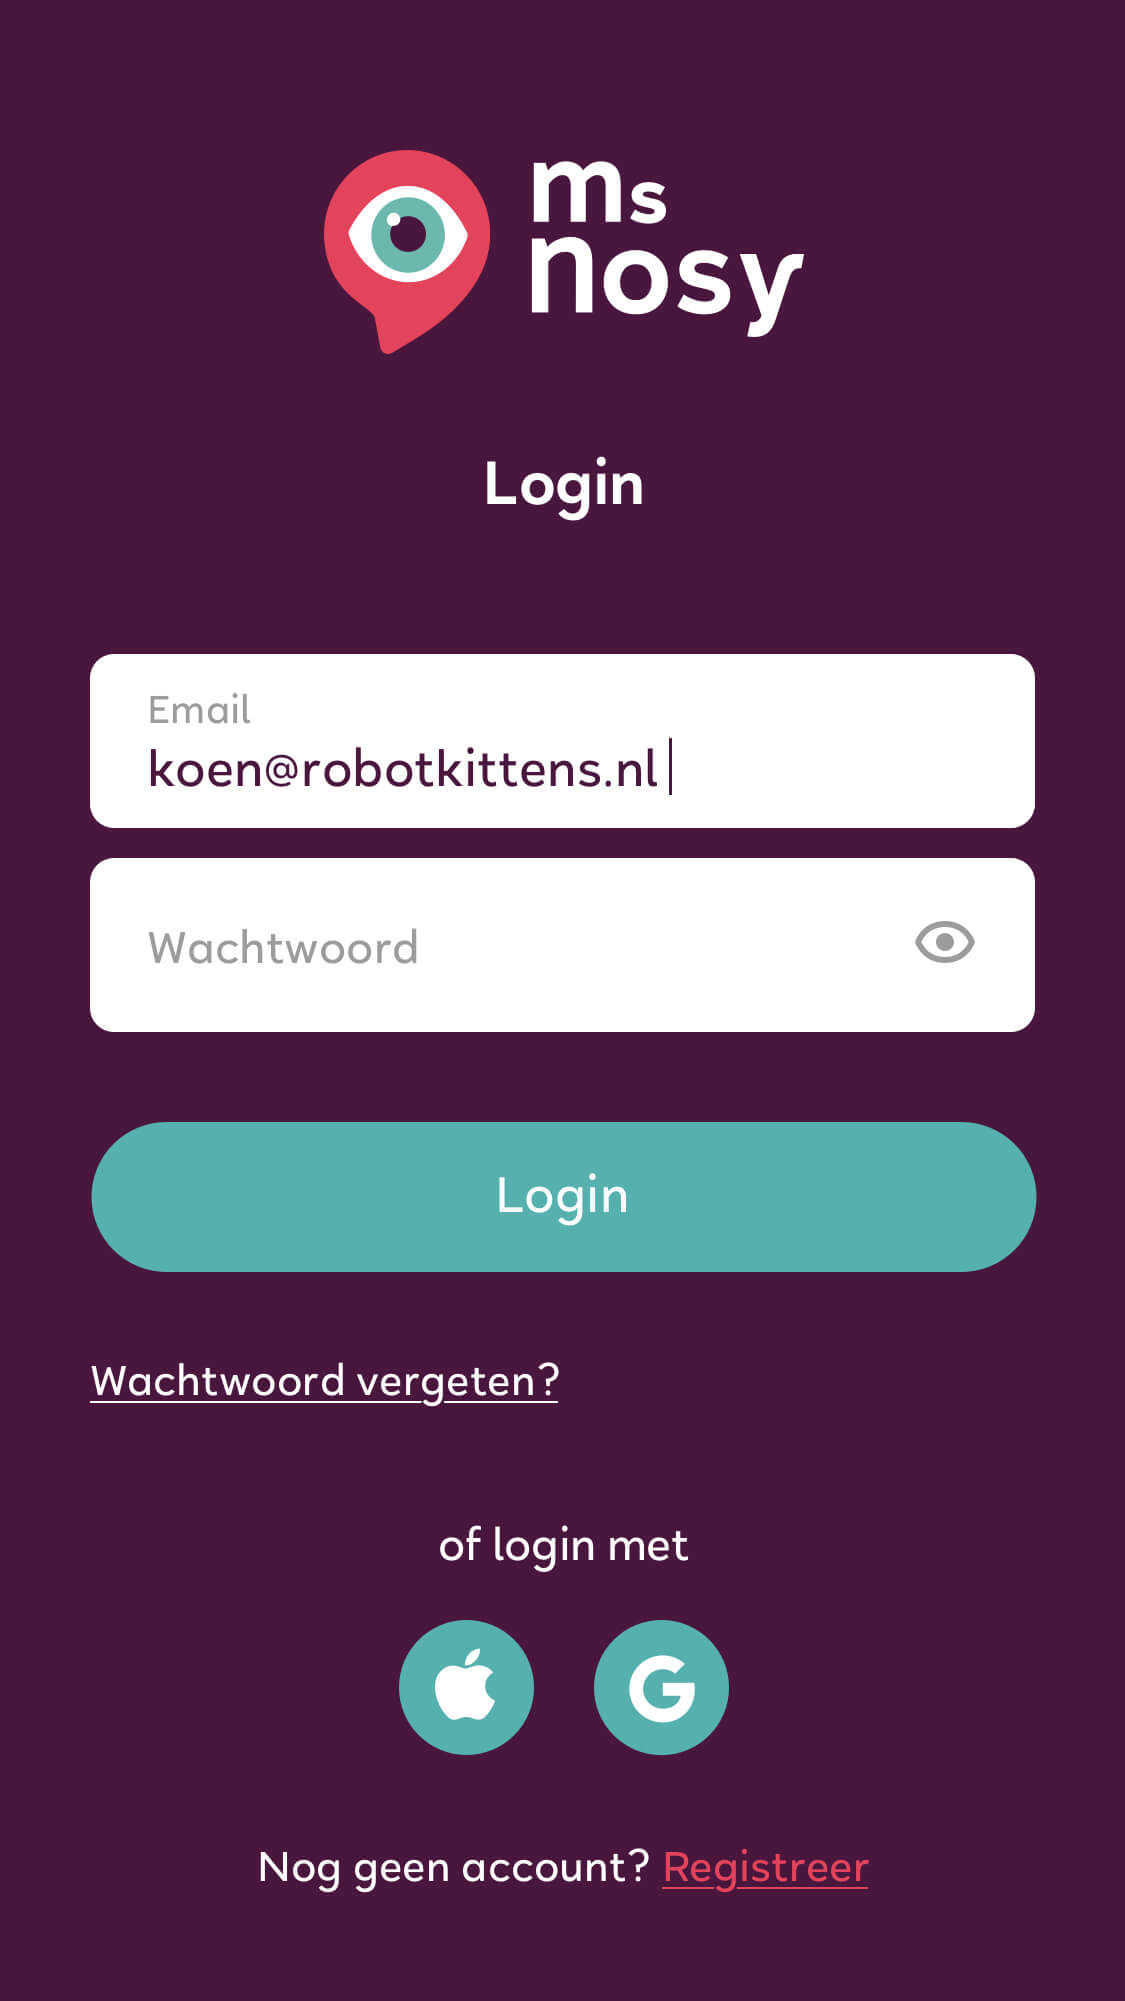 ms
nosy
Login
Email
koen@robotkittens.nl
Wachtwoord
Login
Wachtwoord vergeten?
of login met
G
Nog geen account? Registreer